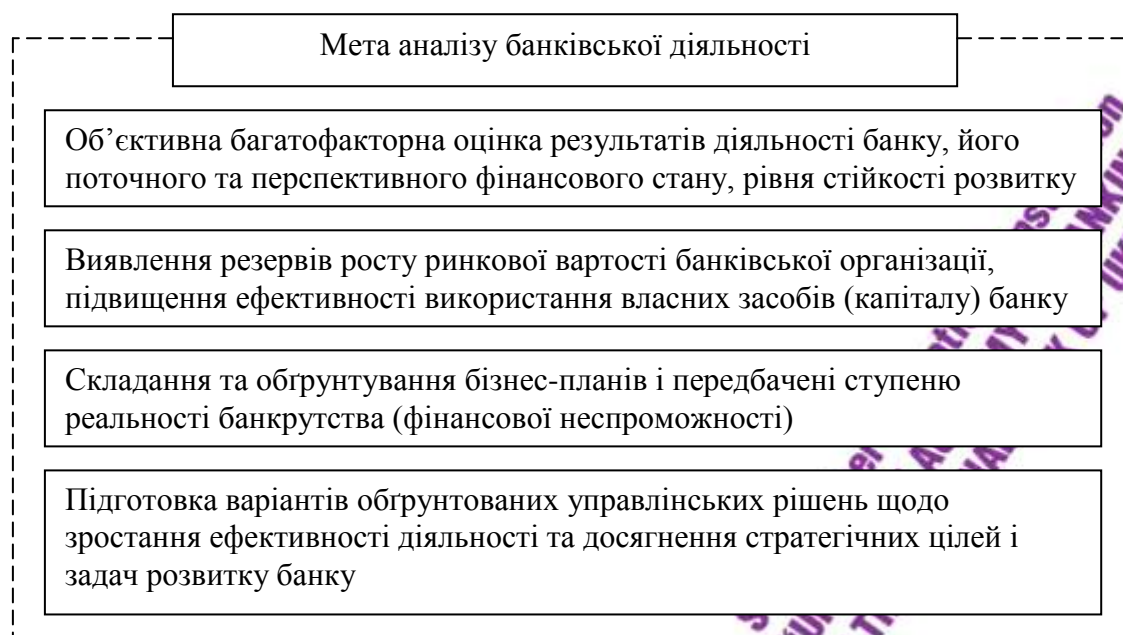 Мета аналізу банківської діяльності
Об’єктивна багатофакторна оцінка результатів діяльності банку, його
поточного та перспективного фінансового стану, рівня стійкості розвитку
Виявлення резервів росту ринкової вартості банківської організації,
підвищення ефективності використання власних засобів (капіталу) банку
Складання та обґрунтування бізнес-планів і передбачені ступеню
реальності банкрутства (фінансової неспроможності)
Підготовка варіантів обґрунтованих управлінських рішень щодо
зростання ефективності діяльності та досягнення стратегічних цілей і
задач розвитку банку